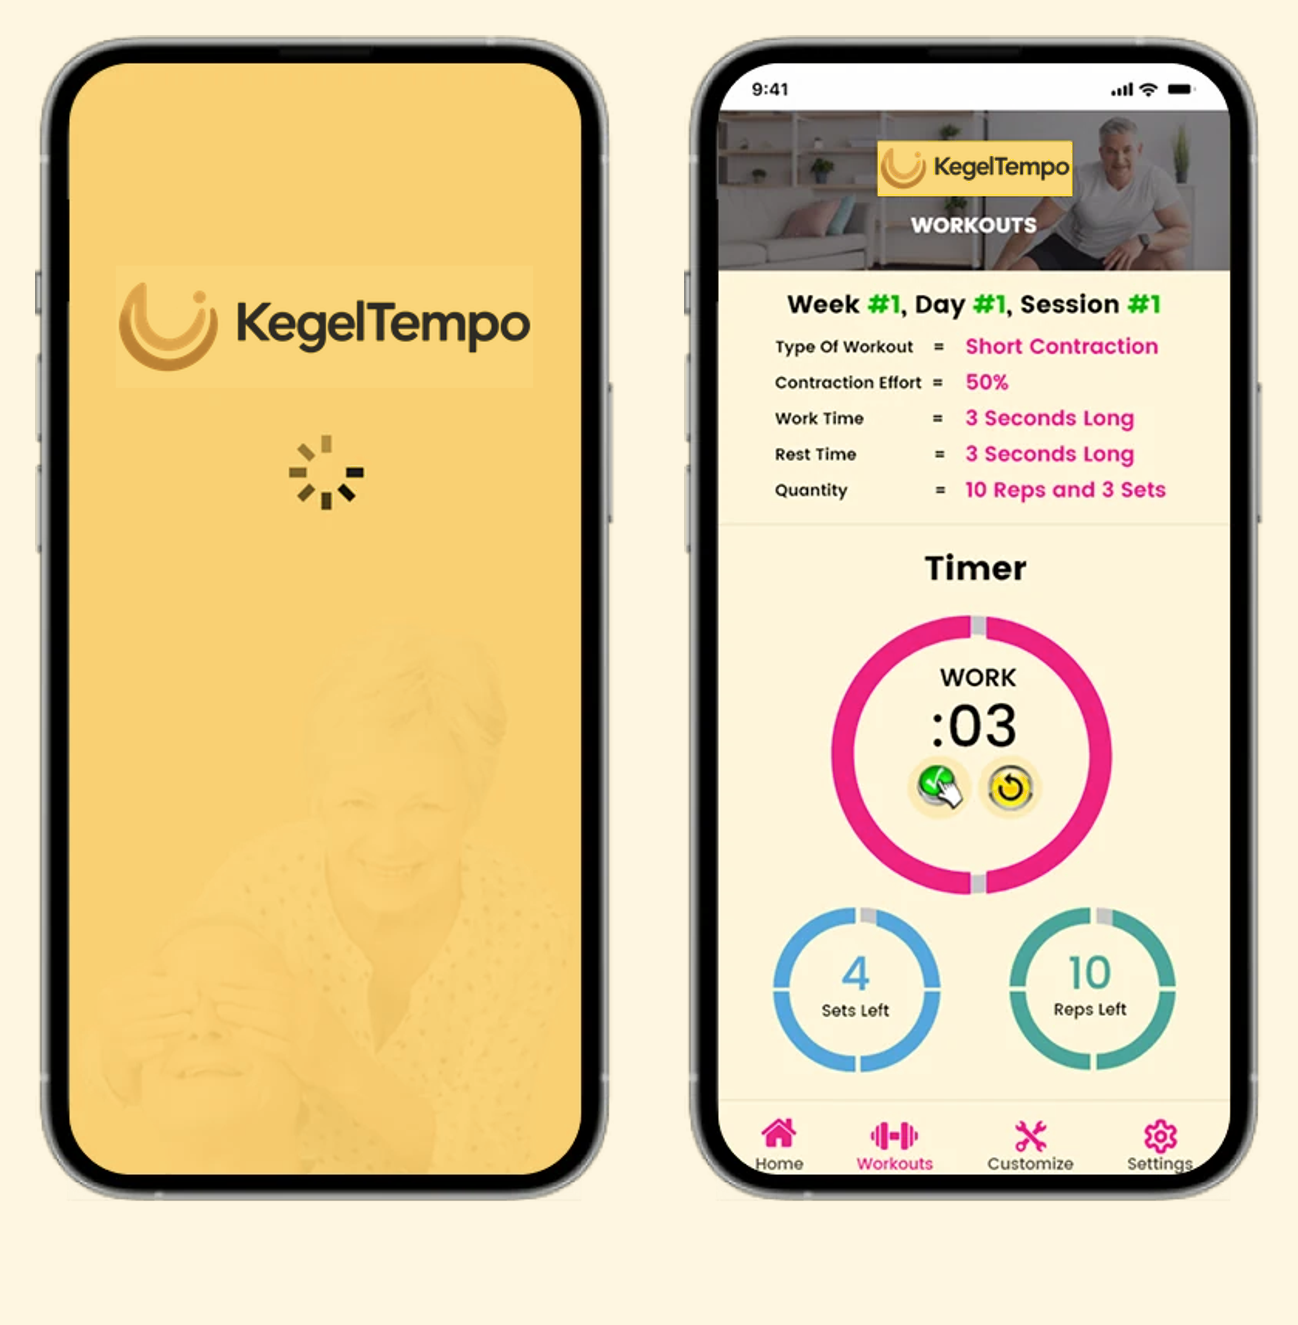 KegelTempo
9:41
KegelTempo
WORKOUTS
Week #1, Day #1, Session #1
Type Of Workout = Short Contraction
Contraction Effort = 50%
Work Time = 3 Seconds Long
Rest Time = 3 Seconds Long
Quantity = 10 Reps and 3 Sets
Timer
WORK
:03
4
Sets Left
10
Reps Left
Home
Workouts
Customize
Settings